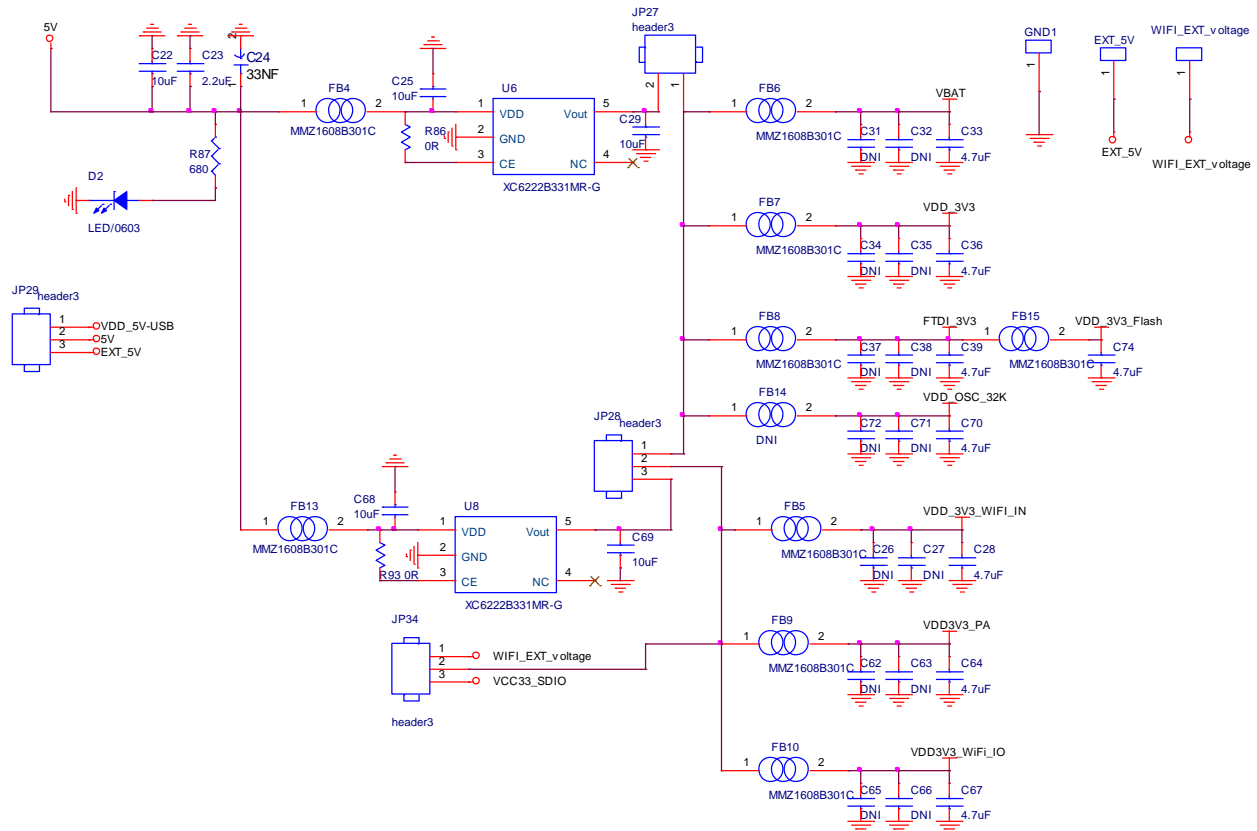 5V
C22
10uF
C23
2.2uF
2
C24
33NF
1
R87
680
D2
LED/0603
FB4
1
2
MMZ1608B301C
C25
10uF
R86
0R
U6
1
VDD
2
GND
3
CE
Vout
5
NC
4
XC6222B331MR-G
C29
10uF
JP27
header3
2
1
FB6
1
2
MMZ1608B301C
VBAT
C31
DNI
C32
DNI
C33
4.7uF
GND1
1
EXT_5V
1
EXT_5V
WIFI_EXT_voltage
1
WIFI_EXT_voltage
FB7
1
2
MMZ1608B301C
VDD_3V3
C34
DNI
C35
DNI
C36
4.7uF
JP29
header3
1
VDD_5V-USB
2
5V
3
EXT_5V
FB8
1
2
MMZ1608B301C
FTDI_3V3
C37
DNI
C38
DNI
C39
4.7uF
FB15
1
2
MMZ1608B301C
VDD_3V3_Flash
C74
4.7uF
FB14
1
2
DNI
VDD_OSC_32K
C72
DNI
C71
DNI
C70
4.7uF
JP28
header3
1
2
3
FB13
1
2
MMZ1608B301C
C68
10uF
R93 0R
U8
1
VDD
2
GND
3
CE
Vout
5
NC
4
XC6222B331MR-G
C69
10uF
FB5
1
2
MMZ1608B301C
VDD_3V3_WIFI_IN
C26
DNI
C27
DNI
C28
4.7uF
JP34
1
WIFI_EXT_voltage
2
3
VCC33_SDIO
header3
FB9
1
2
MMZ1608B301C
VDD3V3_PA
C62
DNI
C63
DNI
C64
4.7uF
FB10
1
2
MMZ1608B301C
VDD3V3_WiFi_IO
C65
DNI
C66
DNI
C67
4.7uF